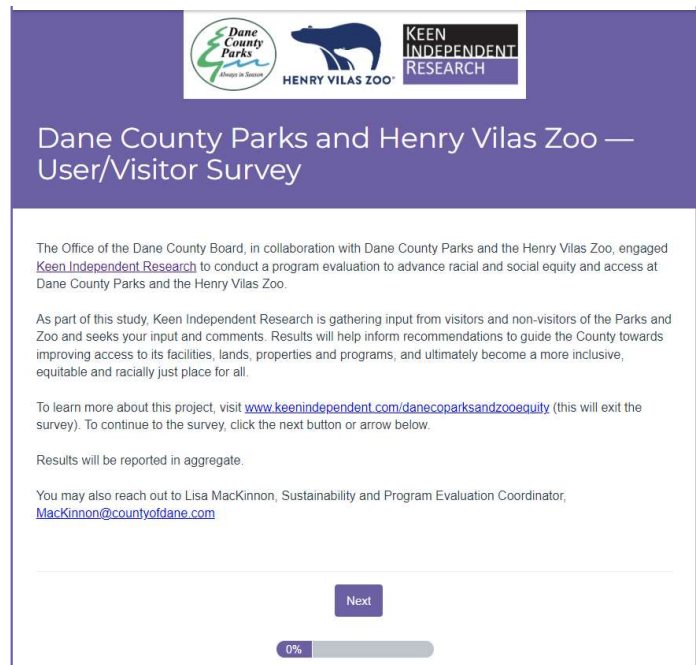 Dane
County
Parks
Always in Season
HENRY VILAS ZOO®
KEEN
INDEPENDENT
RESEARCH
Dane County Parks and Henry Vilas Zoo —
User/Visitor Survey
The Office of the Dane County Board, in collaboration with Dane County Parks and the Henry Vilas Zoo, engaged
Keen Independent Research to conduct a program evaluation to advance racial and social equity and access at
Dane County Parks and the Henry Vilas Zoo.
As part of this study, Keen Independent Research is gathering input from visitors and non-visitors of the Parks and
Zoo and seeks your input and comments. Results will help inform recommendations to guide the County towards
improving access to its facilities, lands, properties and programs, and ultimately become a more inclusive,
equitable and racially just place for all.
To learn more about this project, visit www.keenindependent.com/danecoparksandzooequity (this will exit the
survey). To continue to the survey, click the next button or arrow below.
Results will be reported in aggregate.
You may also reach out to Lisa MacKinnon, Sustainability and Program Evaluation Coordinator,
MacKinnon@countyofdane.com
Next
0%